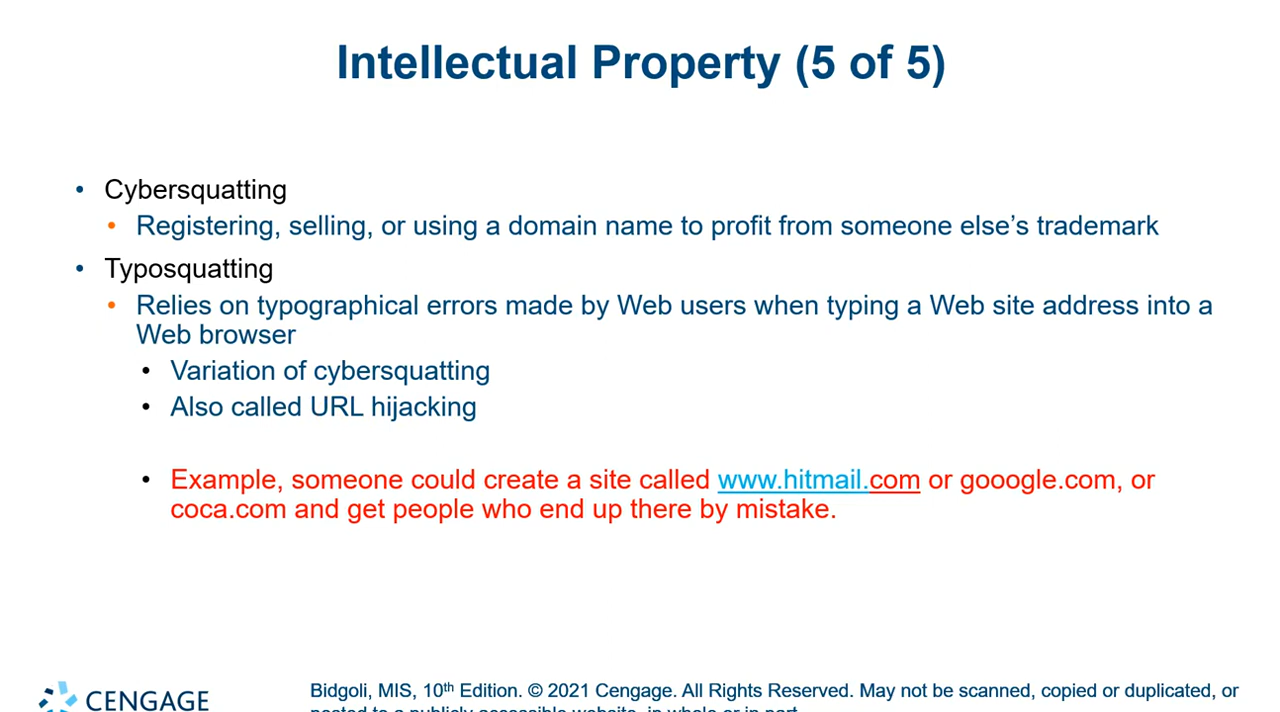 Intellectual Property (5 of 5)
• Cybersquatting
• Registering, selling, or using a domain name to profit from someone else’s trademark
• Typosquatting
• Relies on typographical errors made by Web users when typing a Web site address into a
Web browser
• Variation of cybersquatting
• Also called URL hijacking
• Example, someone could create a site called www.hitmail.com or gooogle.com, or
coca.com and get people who end up there by mistake.
CENGAGE
Bidgoli, MIS, 10th Edition. © 2021 Cengage. All Rights Reserved. May not be scanned, copied or duplicated, or
posted to a publicly accessible website, in whole or in part.